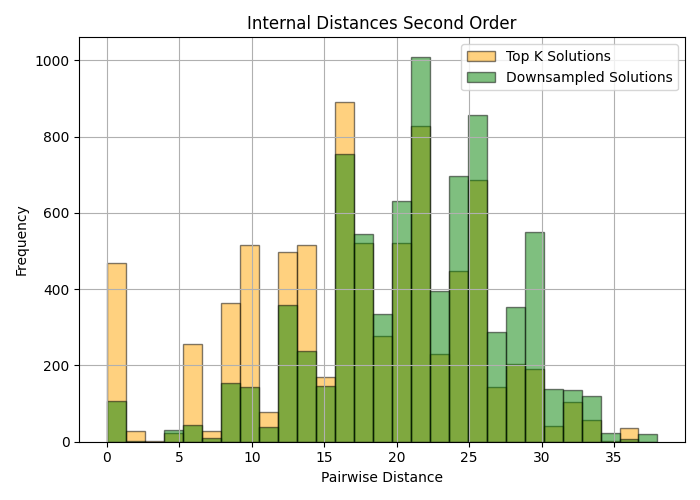 Internal Distances Second Order
Top K Solutions
Downsampled Solutions
Frequency
1000
800
600
400
200
0
0 5 10 15 20 25 30 35
Pairwise Distance